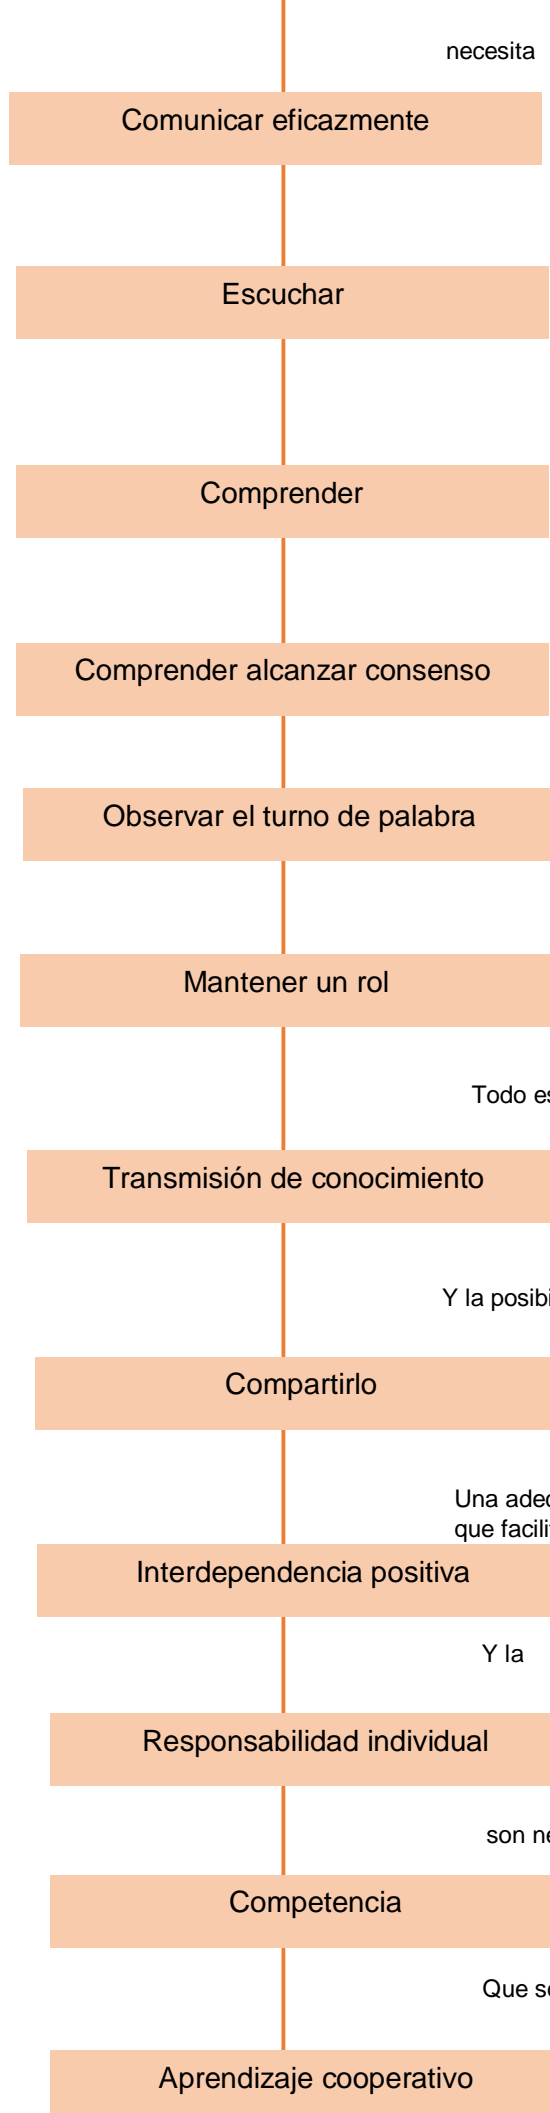 necesita
Comunicar eficazmente
Escuchar
Comprender
Comprender alcanzar consenso
Observar el turno de palabra
Mantener un rol
Todo
Transmisión de conocimiento
Y la
Compartirlo
Una
que
Interdependencia positiva
Y la
Responsabilidad individual
son
Competencia
Que
Aprendizaje cooperativo